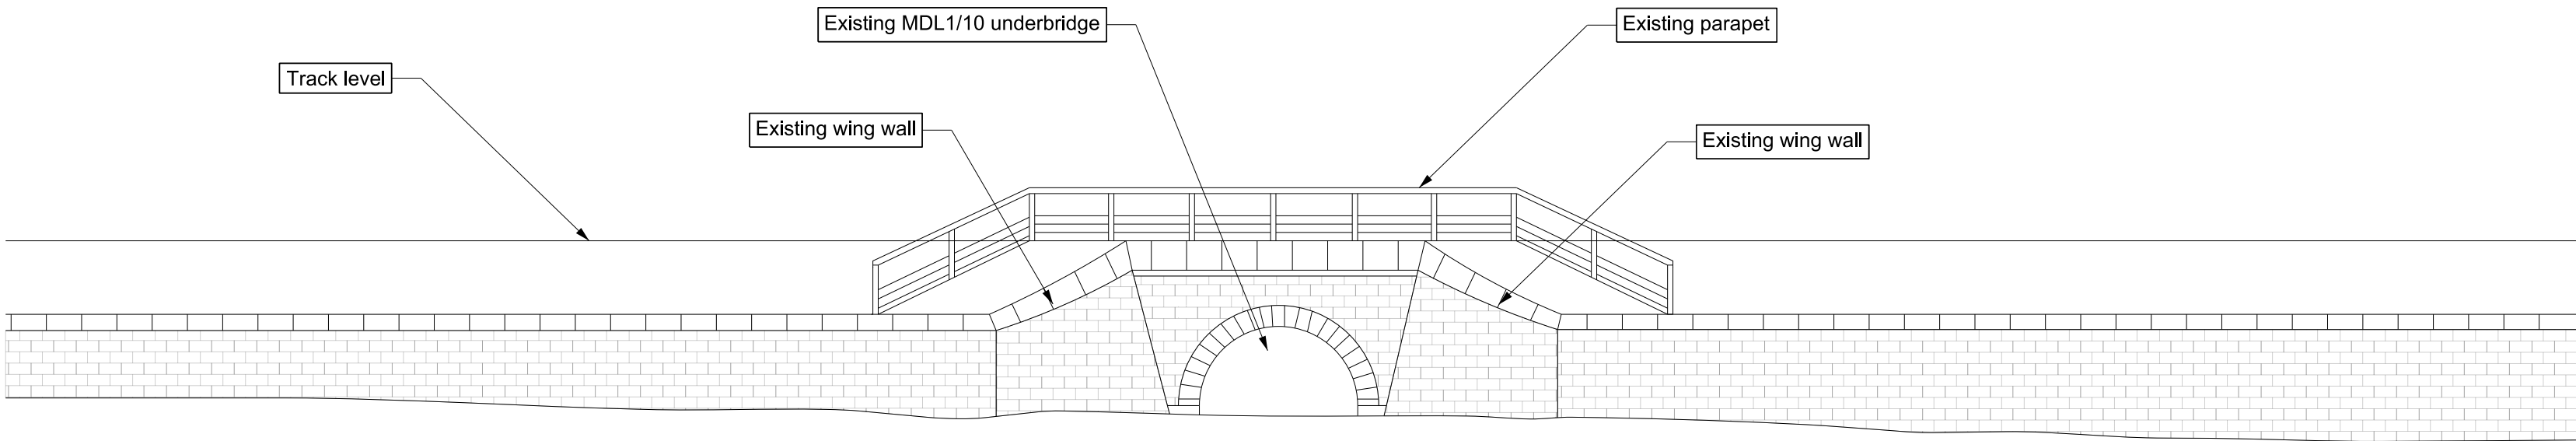 Existing MDL1/10 underbridge
Existing parapet
Track level
Existing wing wall
Existing wing wall